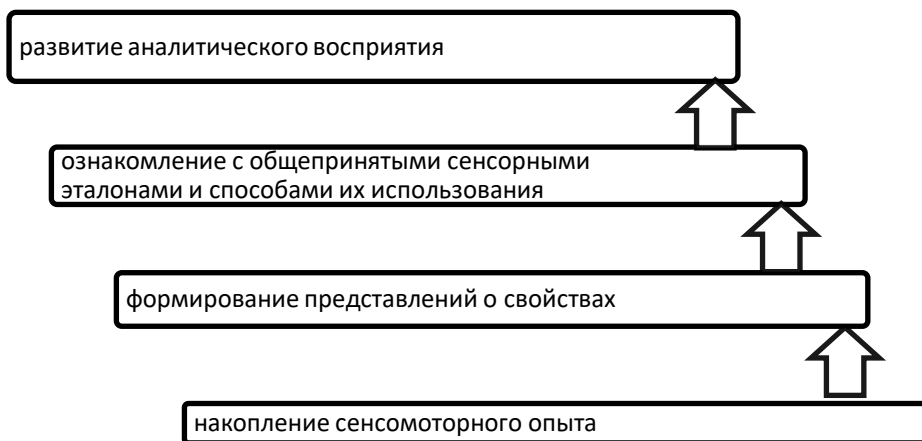 развитие аналитического восприятия
ознакомление с общепринятыми сенсорными
эталонами и способами их использования
формирование представлений о свойствах
накопление сенсомоторного опыта